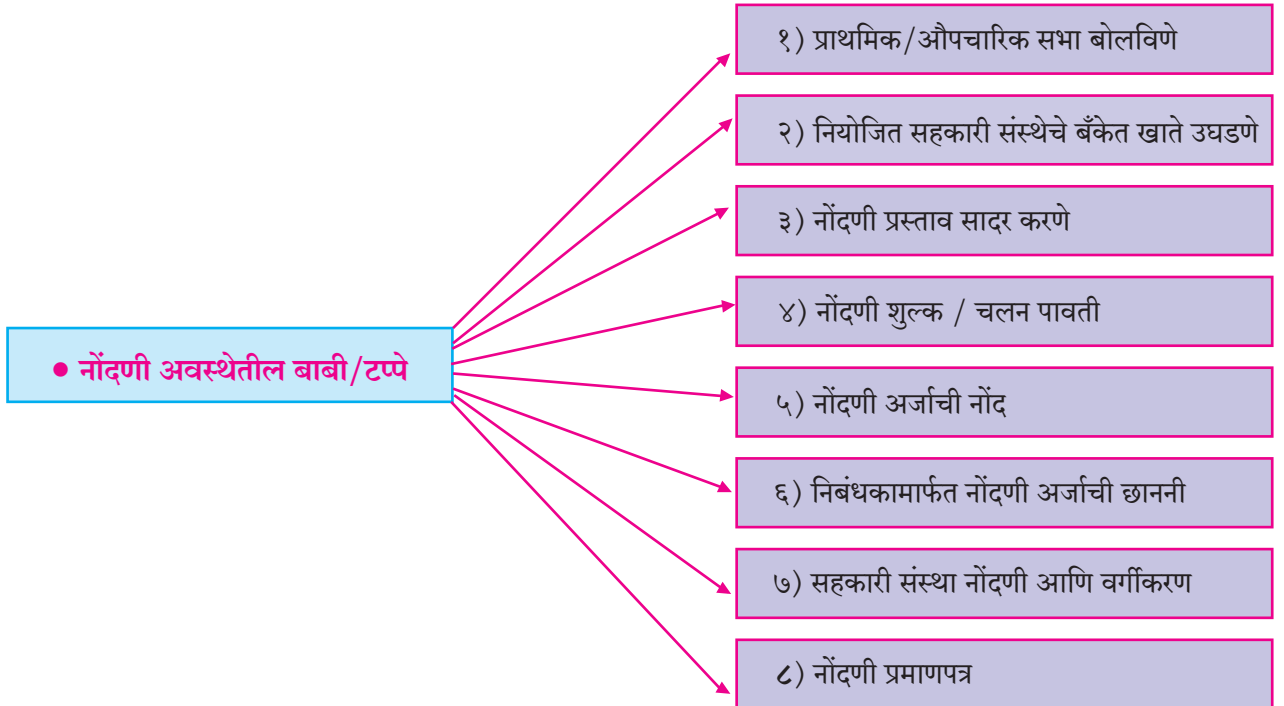 १) प्राथमिक/औपचारिक सभा बोलविणे
२) नियोजित सहकारी संस्थेचे बँकेत खाते उघडणे
३) नोंदणी प्रस्ताव सादर करणे
४) नोंदणी शुल्क / चलन पावती
• नोंदणी अवस्थेतील बाबी/टप्पे
५) नोंदणी अर्जाची नोंद
६) निबंधकामार्फत नोंदणी अर्जाची छाननी
७) सहकारी संस्था नोंदणी आणि वर्गीकरण
८) नोंदणी प्रमाणपत्र